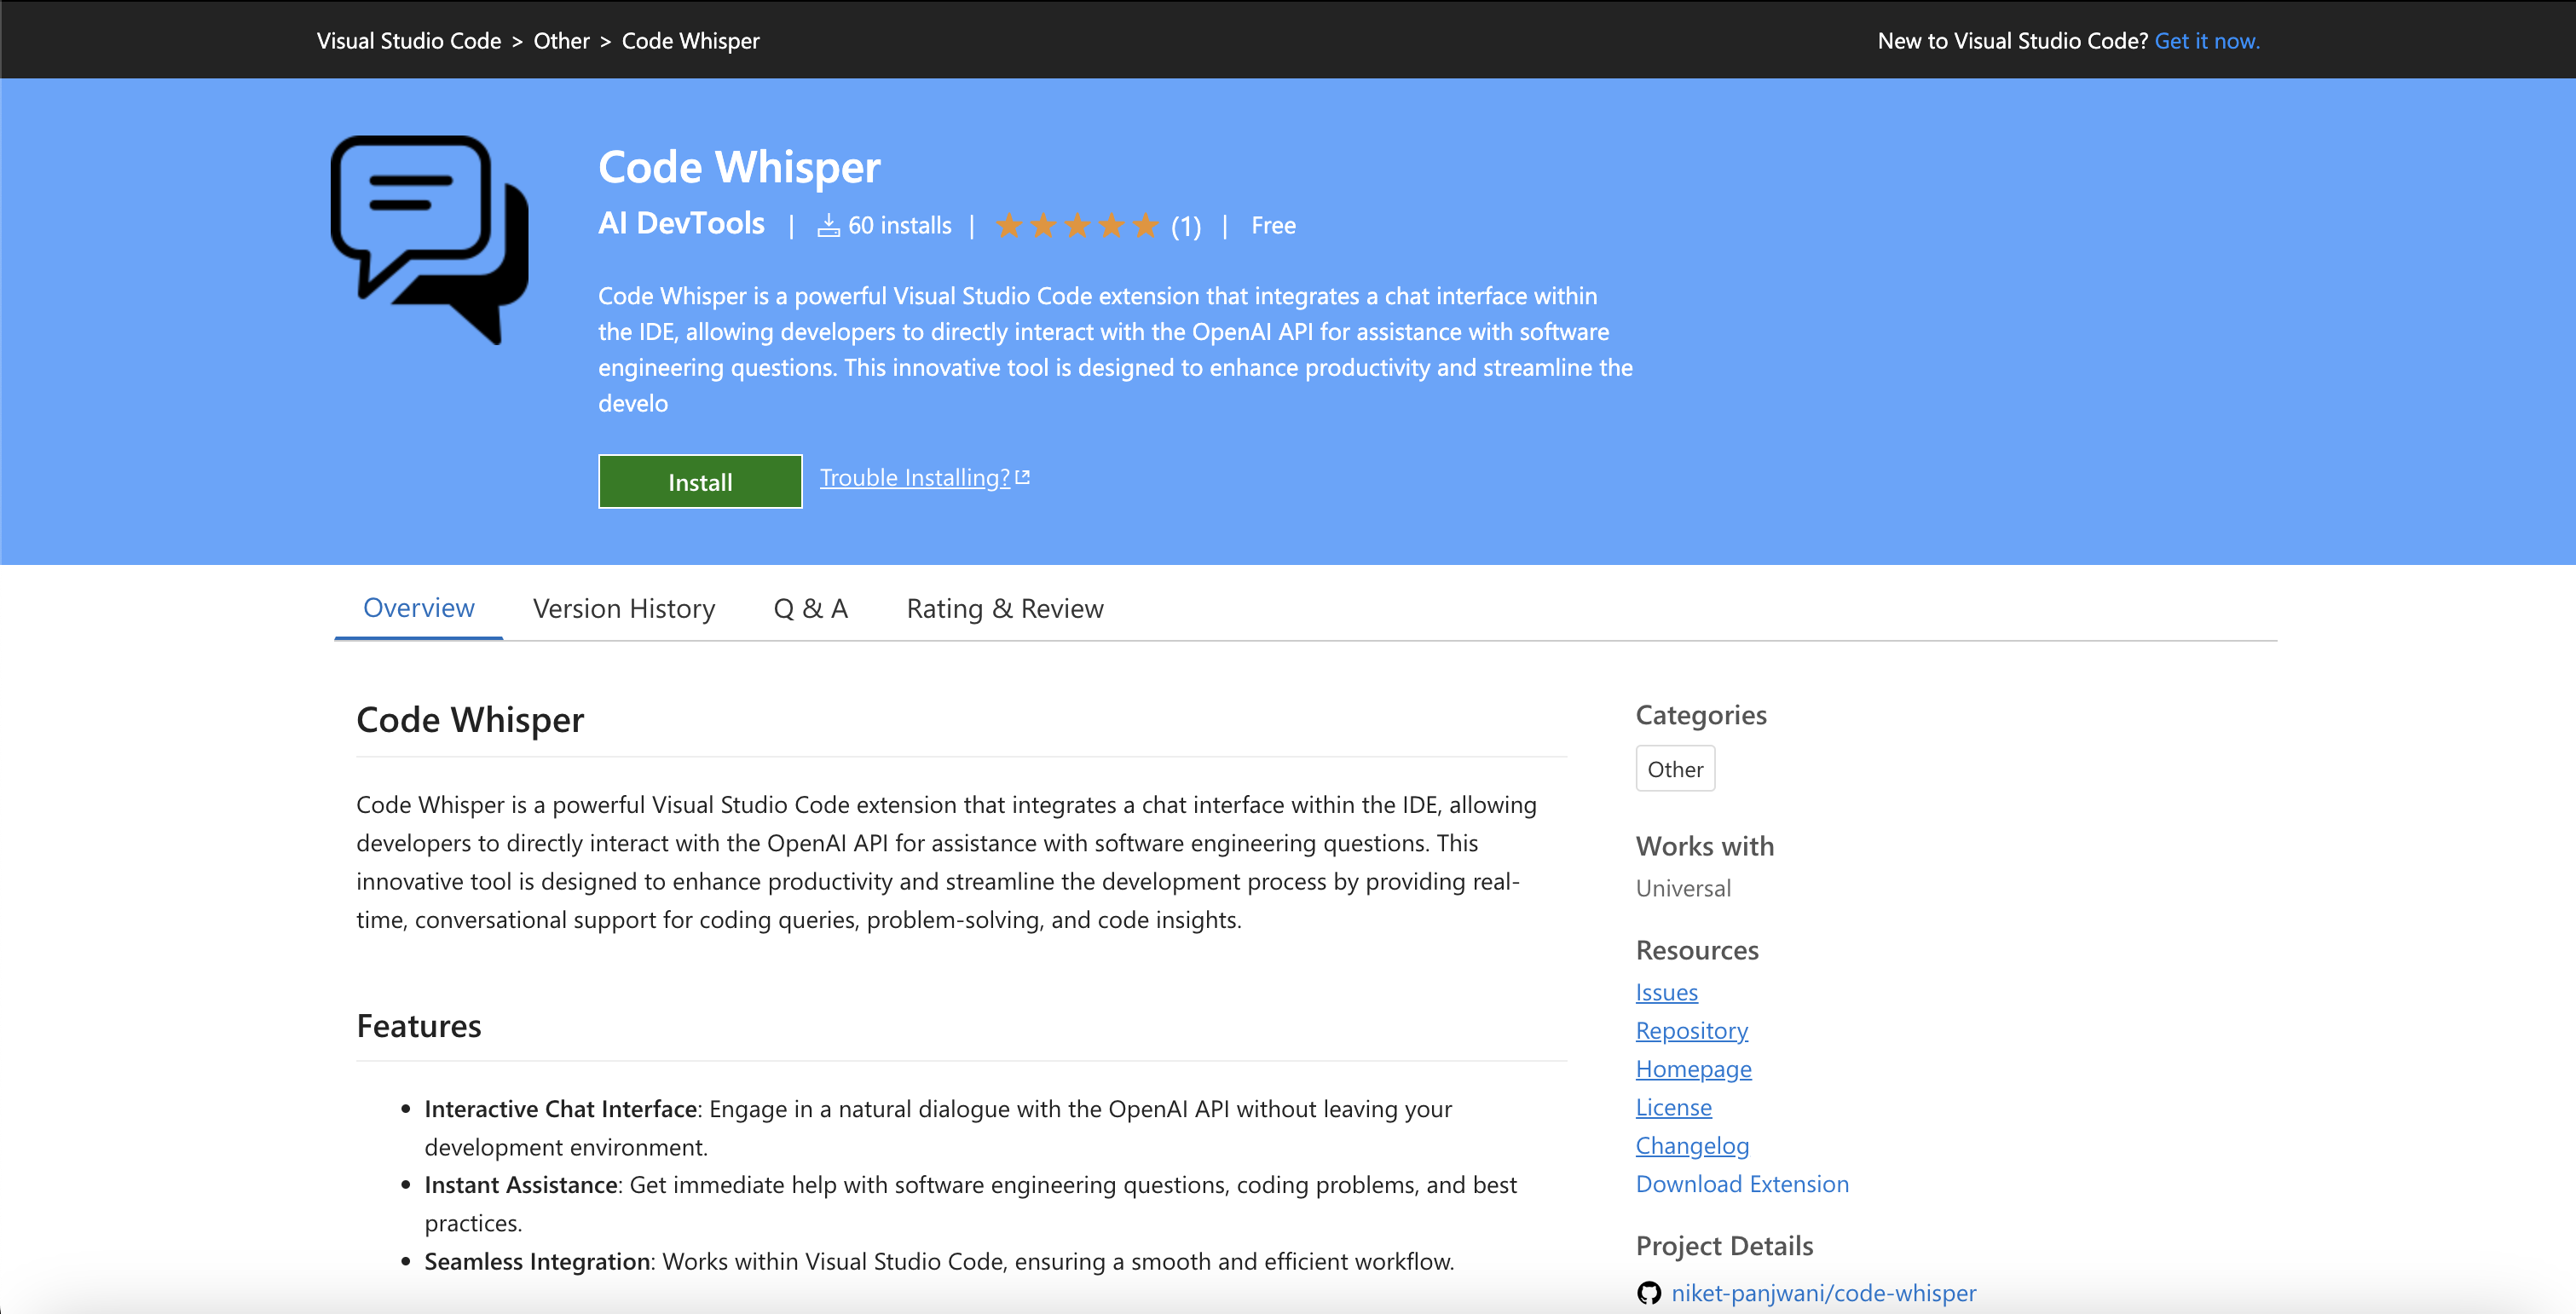 Visual Studio Code > Other > Code Whisper
New to Visual Studio Code? Get it now.
Code Whisper
AI DevTools | 60 installs | (1) | Free
Code Whisper is a powerful Visual Studio Code extension that integrates a chat interface within
the IDE, allowing developers to directly interact with the OpenAI API for assistance with software
engineering questions. This innovative tool is designed to enhance productivity and streamline the
develo
Install
Trouble Installing?
Overview
Version History
Q & A
Rating & Review
Code Whisper
Code Whisper is a powerful Visual Studio Code extension that integrates a chat interface within the IDE, allowing
developers to directly interact with the OpenAI API for assistance with software engineering questions. This
innovative tool is designed to enhance productivity and streamline the development process by providing real-
time, conversational support for coding queries, problem-solving, and code insights.
Features
• Interactive Chat Interface: Engage in a natural dialogue with the OpenAI API without leaving your
development environment.
• Instant Assistance: Get immediate help with software engineering questions, coding problems, and best
practices.
• Seamless Integration: Works within Visual Studio Code, ensuring a smooth and efficient workflow.
Categories
Other
Works with
Universal
Resources
Issues
Repository
Homepage
License
Changelog
Download Extension
Project Details
niket-panjwani/code-whisper